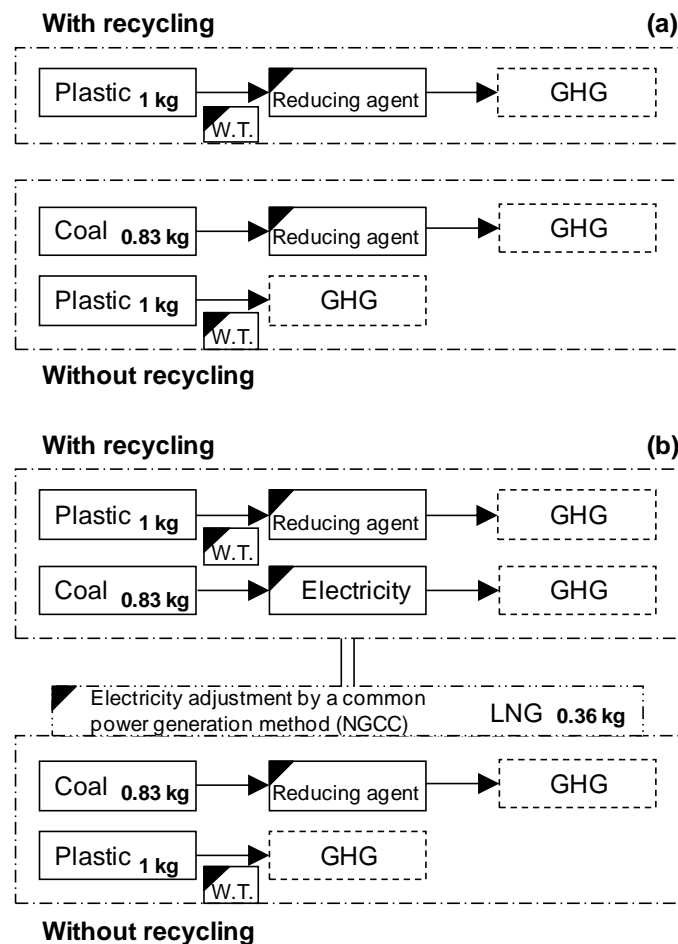 With recycling (a)
Plastic 1 kg
W.T.
Reducing agent
GHG
Coal 0.83 kg
Reducing agent
GHG
Plastic 1 kg
W.T.
GHG
Without recycling
With recycling (b)
Plastic 1 kg
W.T.
Reducing agent
GHG
Coal 0.83 kg
Electricity
GHG
Electricity adjustment by a common
power generation method (NGCC)
LNG 0.36 kg
Coal 0.83 kg
Reducing agent
GHG
Plastic 1 kg
W.T.
GHG
Without recycling